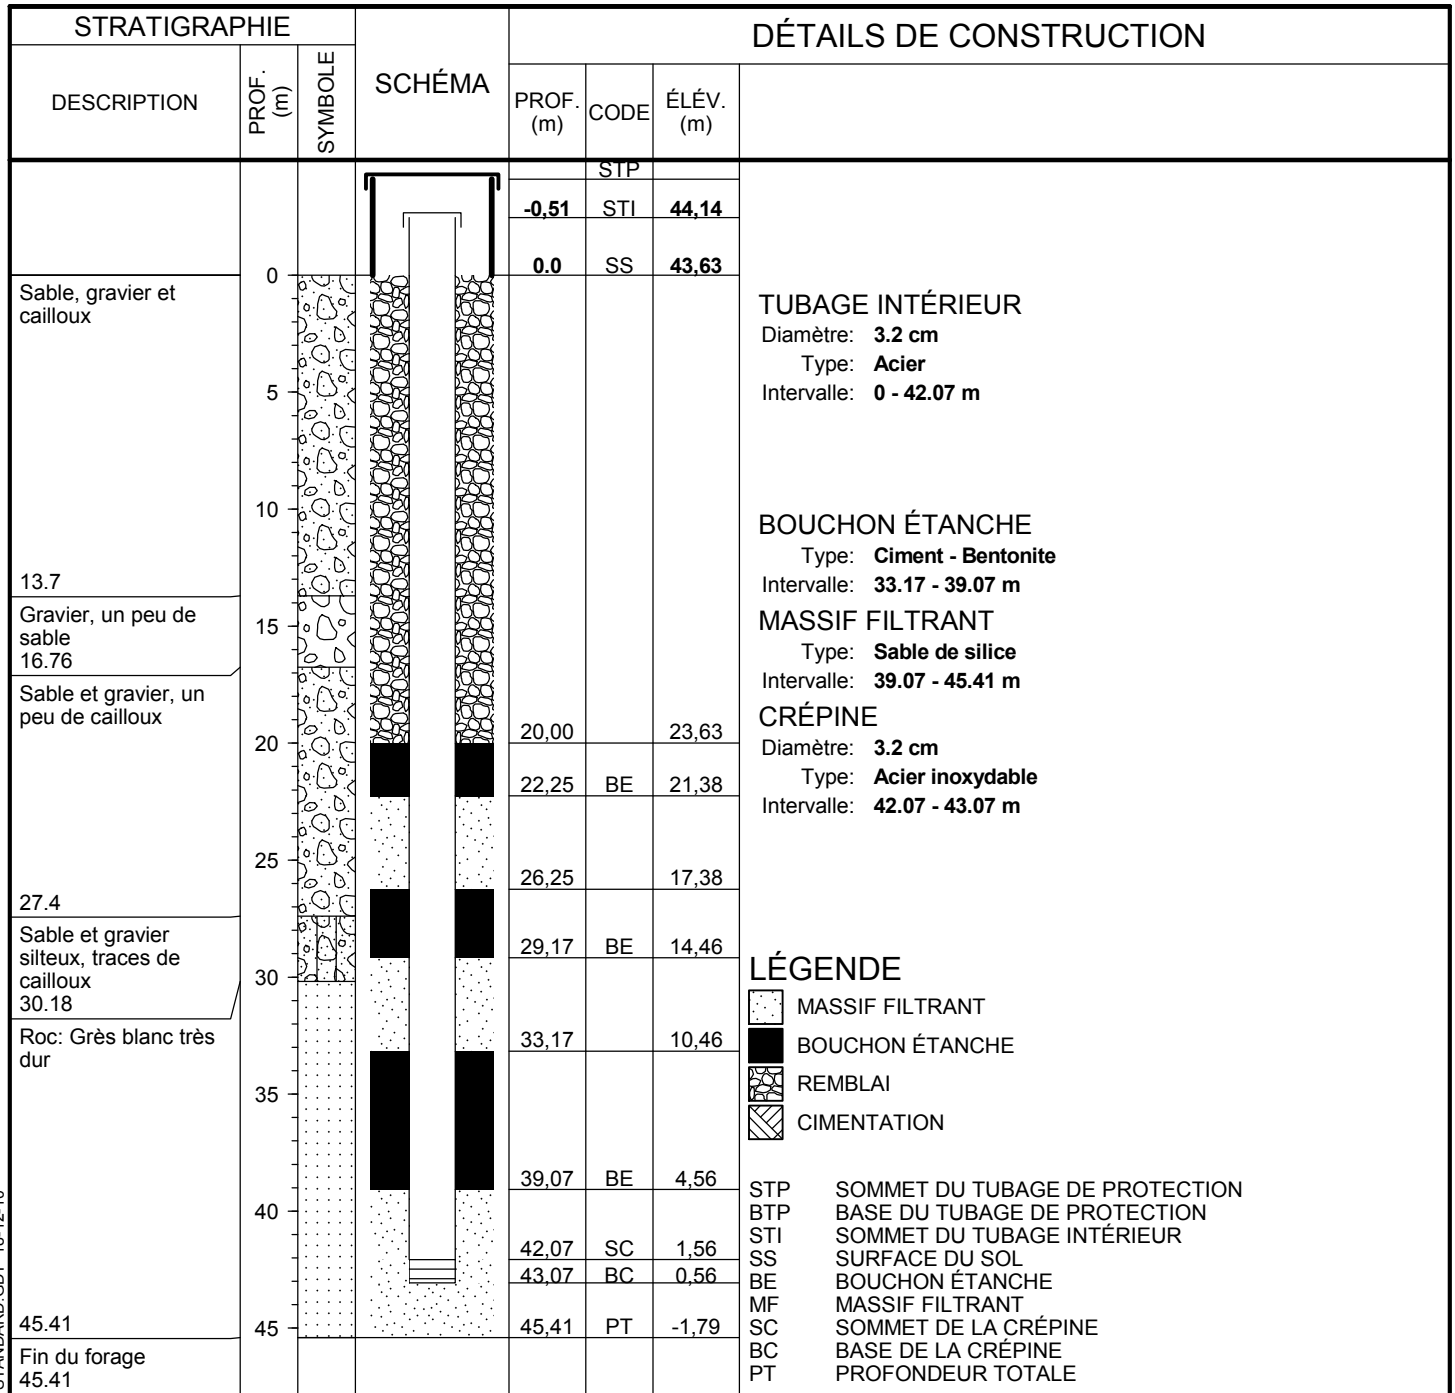 STRATIGRAPHIE
SCHÉMA
DÉTAILS DE CONSTRUCTION
DESCRIPTION
PROF. (m)
SYMBOLE
PROF. (m)
CODE
ÉLÉV. (m)
STP
-0,51 STI 44,14
0.0 SS 43,63
0
Sable, gravier et
cailloux
5
10
13.7
Gravier, un peu de
sable
16.76
15
Sable et gravier, un
peu de cailloux
20
25
27.4
Sable et gravier
silteux, traces de
cailloux
30.18
30
Roc: Grès blanc très
dur
35
40
45.41
45
Fin du forage
45.41
20,00 23,63
22,25 BE 21,38
26,25 17,38
29,17 BE 14,46
33,17 10,46
39,07 BE 4,56
42,07 SC 1,56
43,07 BC 0,56
45,41 PT -1,79
TUBAGE INTÉRIEUR
Diamètre: 3.2 cm
Type: Acier
Intervalle: 0 - 42.07 m
BOUCHON ÉTANCHE
Type: Ciment - Bentonite
Intervalle: 33.17 - 39.07 m
MASSIF FILTRANT
Type: Sable de silice
Intervalle: 39.07 - 45.41 m
CRÉPINE
Diamètre: 3.2 cm
Type: Acier inoxydable
Intervalle: 42.07 - 43.07 m
LÉGENDE
MASSIF FILTRANT
BOUCHON ÉTANCHE
REMBLAI
CIMENTATION
STP SOMMET DU TUBAGE DE PROTECTION
BTP BASE DU TUBAGE DE PROTECTION
STI SOMMET DU TUBAGE INTÉRIEUR
SS SURFACE DU SOL
BE BOUCHON ÉTANCHE
MF MASSIF FILTRANT
SC SOMMET DE LA CRÉPINE
BC BASE DE LA CRÉPINE
PT PROFONDEUR TOTALE